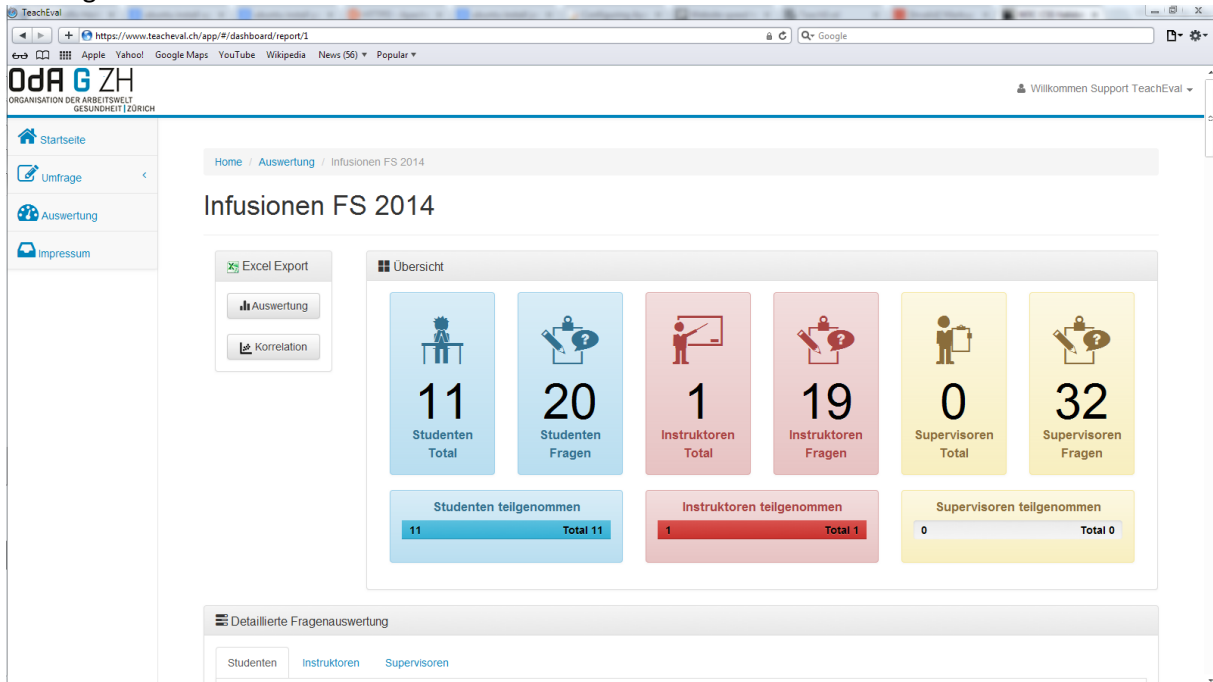 TeachEval
https://www.teacheval.ch/app/#/dashboard/report/1
Google
Apple Yahoo! Google Maps YouTube Wikipedia News (56) ▾ Popular ▾
OdA G ZH
ORGANISATION DER ARBEITSWELT
GESUNDHEIT | ZÜRICH
Willkommen Support TeachEval
Startseite
Umfrage
Auswertung
Impressum
Home / Auswertung / Infusionen FS 2014
Infusionen FS 2014
Excel Export
Auswertung
Korrelation
Übersicht
11
Studenten
Total
20
Studenten
Fragen
1
Instruktoren
Total
19
Instruktoren
Fragen
0
Supervisoren
Total
32
Supervisoren
Fragen
Studenten teilgenommen
11 Total 11
Instruktoren teilgenommen
1 Total 1
Supervisoren teilgenommen
0 Total 0
Detaillierte Fragenauswertung
Studenten Instruktoren Supervisoren